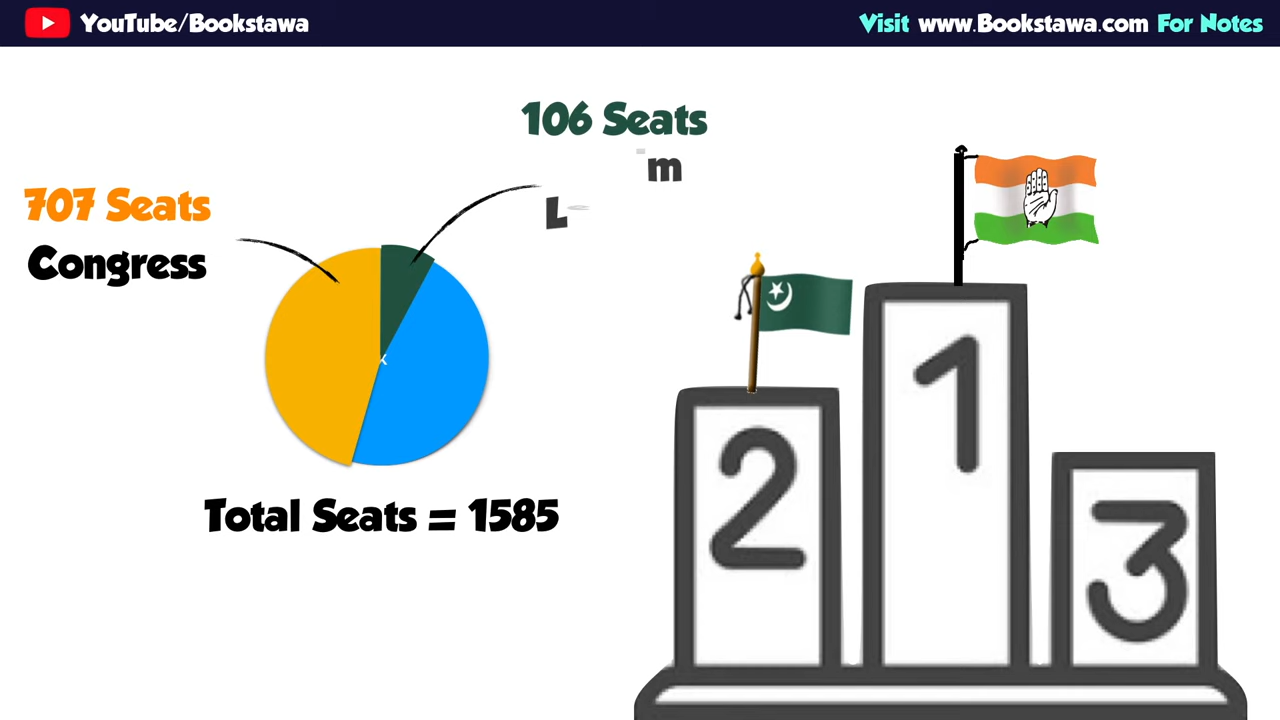 YouTube/Bookstawa
Visit www.Bookstawa.com For Notes
106 Seats
707 Seats
Congress
Total Seats = 1585
2
1
3